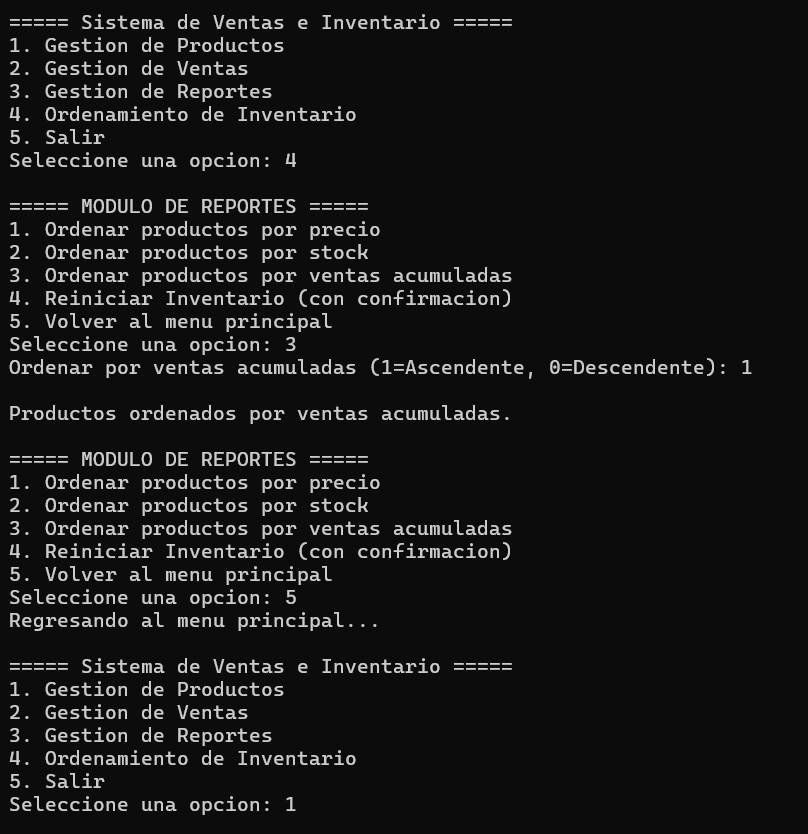 ===== Sistema de Ventas e Inventario =====
1. Gestion de Productos
2. Gestion de Ventas
3. Gestion de Reportes
4. Ordenamiento de Inventario
5. Salir
Seleccione una opcion: 4
===== MODULO DE REPORTES =====
1. Ordenar productos por precio
2. Ordenar productos por stock
3. Ordenar productos por ventas acumuladas
4. Reiniciar Inventario (con confirmacion)
5. Volver al menu principal
Seleccione una opcion: 3
Ordenar por ventas acumuladas (1=Ascendente, 0=Descendente): 1
Productos ordenados por ventas acumuladas.
===== MODULO DE REPORTES =====
1. Ordenar productos por precio
2. Ordenar productos por stock
3. Ordenar productos por ventas acumuladas
4. Reiniciar Inventario (con confirmacion)
5. Volver al menu principal
Seleccione una opcion: 5
Regresando al menu principal...
===== Sistema de Ventas e Inventario =====
1. Gestion de Productos
2. Gestion de Ventas
3. Gestion de Reportes
4. Ordenamiento de Inventario
5. Salir
Seleccione una opcion: 1